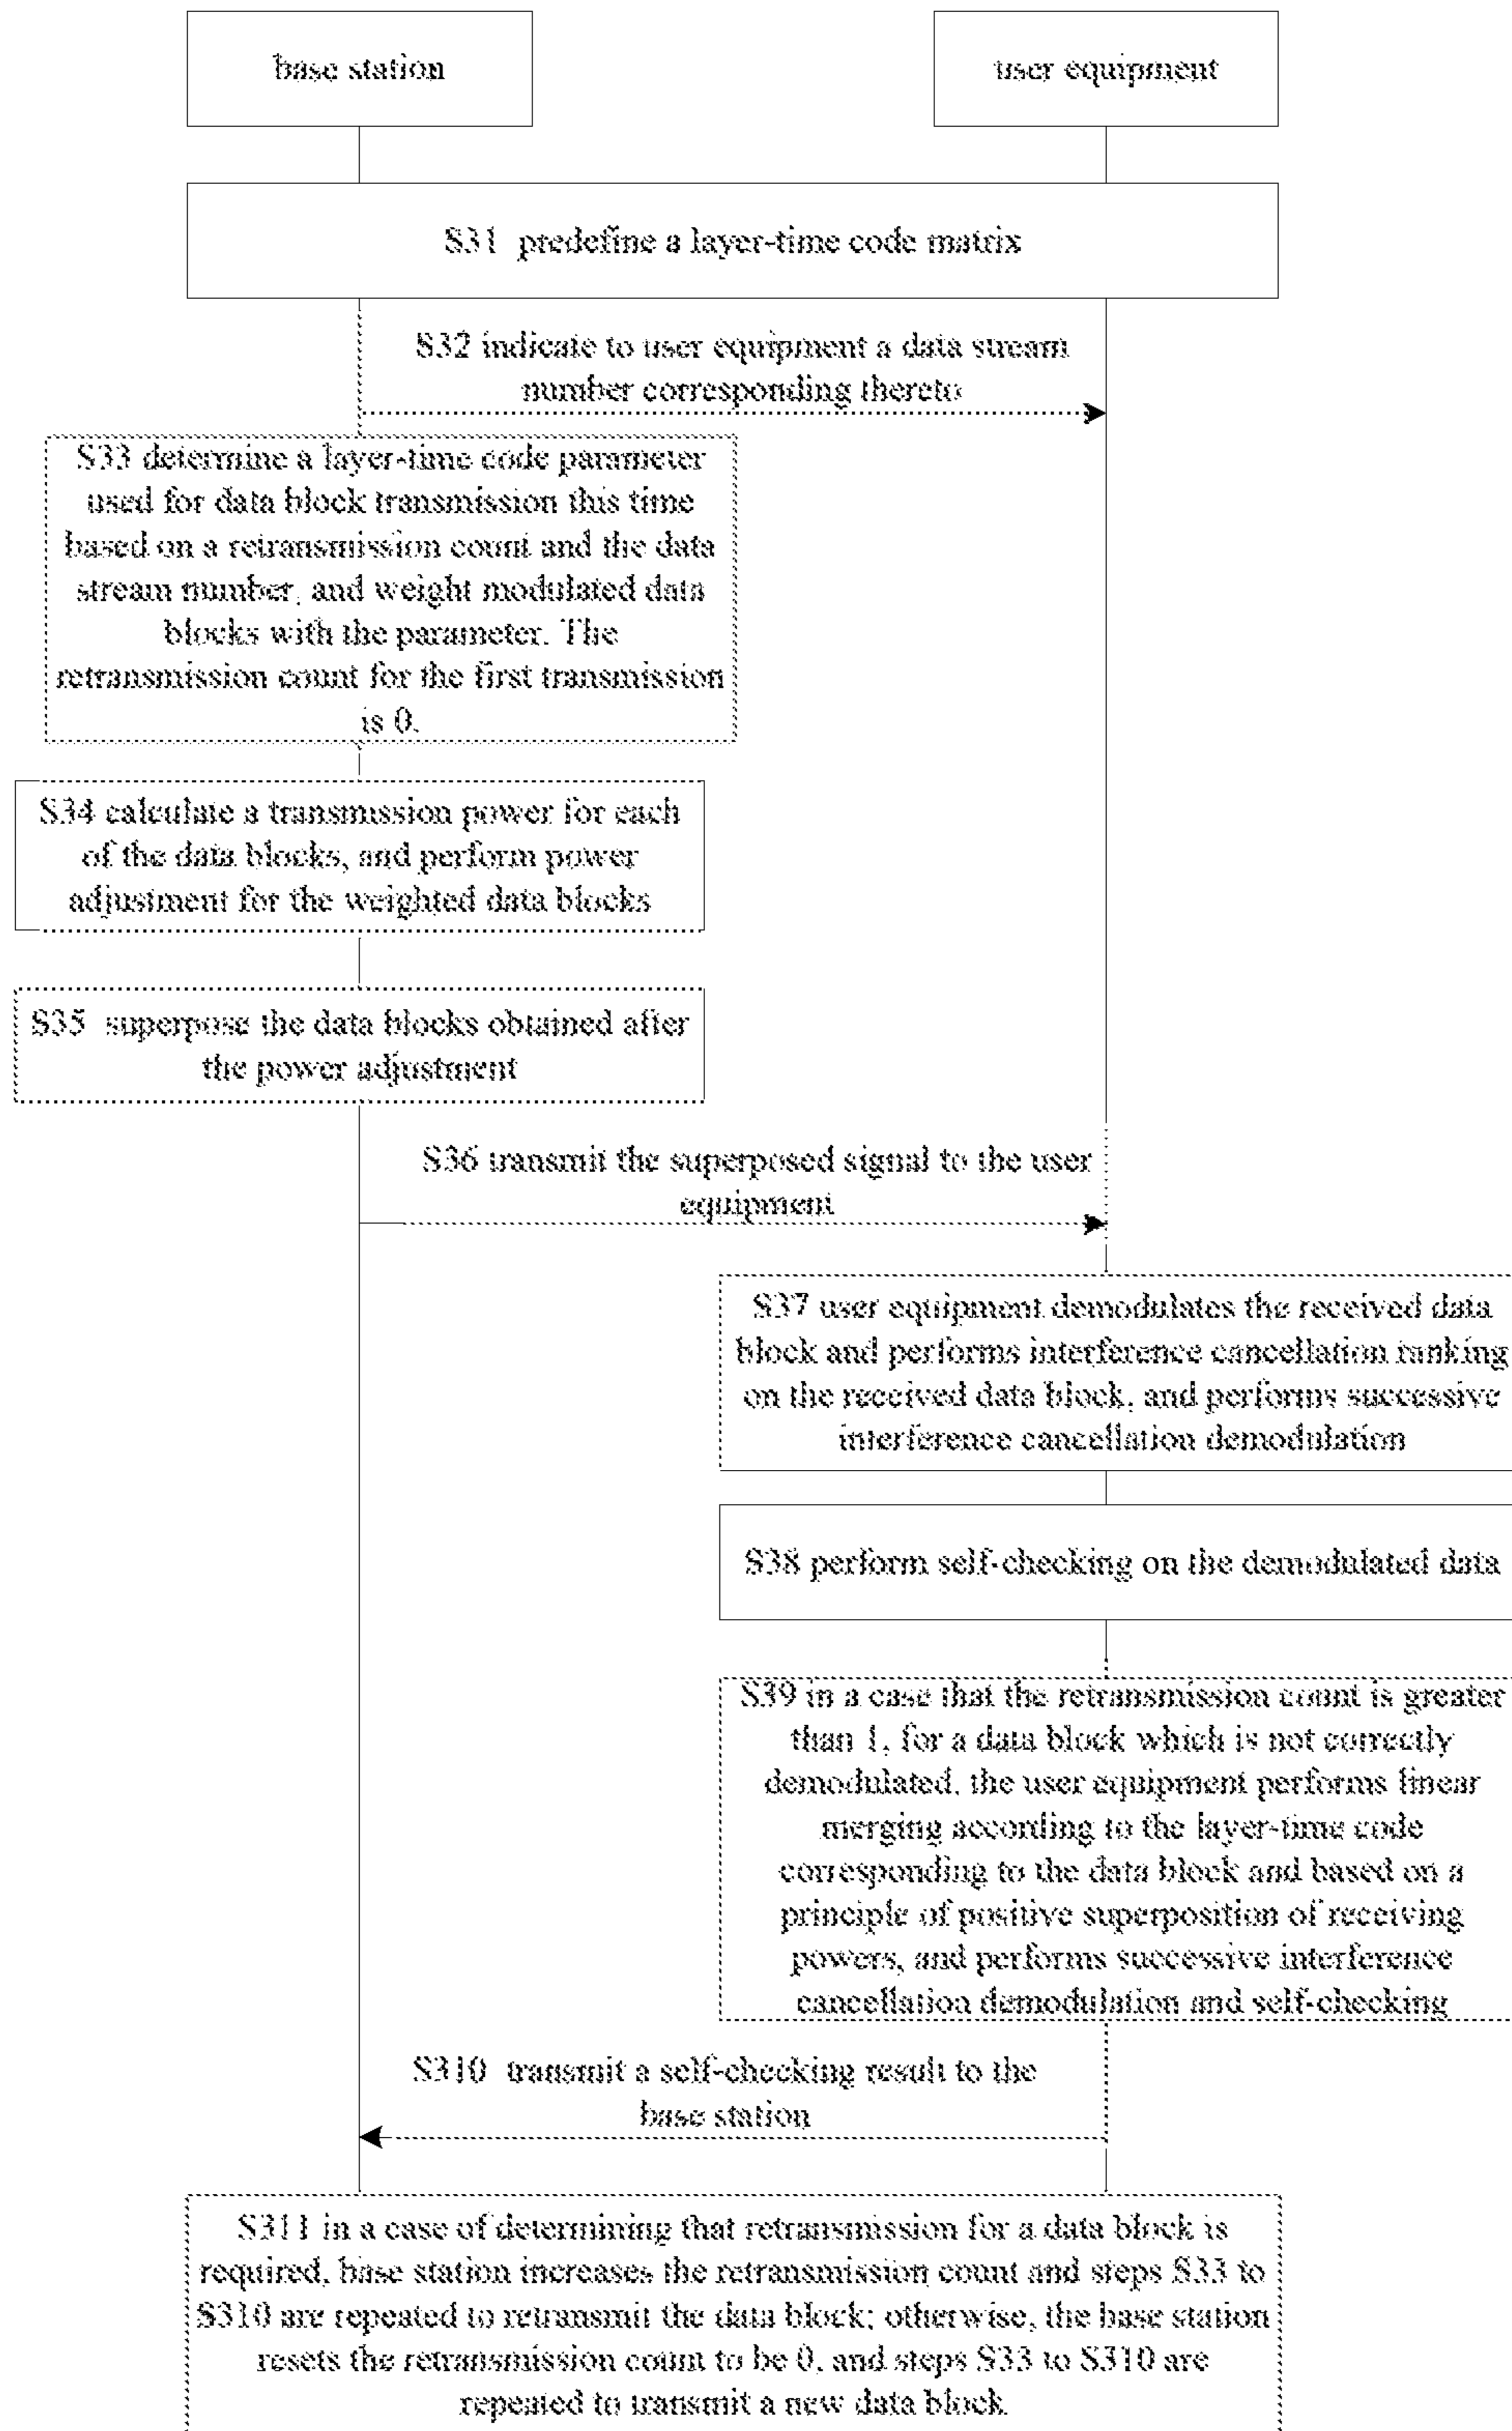 base station
user equipment
S31 predefine a layer-time code matrix
S32 indicate to user equipment a data stream
number corresponding thereto
S33 determine a layer-time code parameter
used for data block transmission this time
based on a retransmission count and the data
stream number, and weight modulated data
blocks with the parameter. The
retransmission count for the first transmission
is 0.
S34 calculate a transmission power for each
of the data blocks, and perform power
adjustment for the weighted data blocks
S35 superpose the data blocks obtained after
the power adjustment
S36 transmit the superposed signal to the user
equipment
S37 user equipment demodulates the received data
block and performs interference cancellation ranking
on the received data block, and performs successive
interference cancellation demodulation
S38 perform self-checking on the demodulated data
S39 in a case that the retransmission count is greater
than 1, for a data block which is not correctly
demodulated, the user equipment performs linear
merging according to the layer-time code
corresponding to the data block and based on a
principle of positive superposition of receiving
powers, and performs successive interference
cancellation demodulation and self-checking
S310 transmit a self-checking result to the
base station
S311 in a case of determining that retransmission for a data block is
required, base station increases the retransmission count and steps S33 to
S310 are repeated to retransmit the data block; otherwise, the base station
resets the retransmission count to be 0, and steps S33 to S310 are
repeated to transmit a new data block.